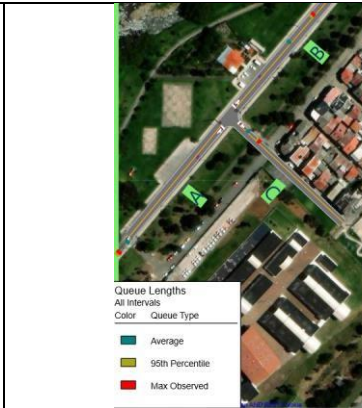 B
A
C
Queue Lengths
All Intervals
Color Queue Type
Average
95th Percentile
Max Observed